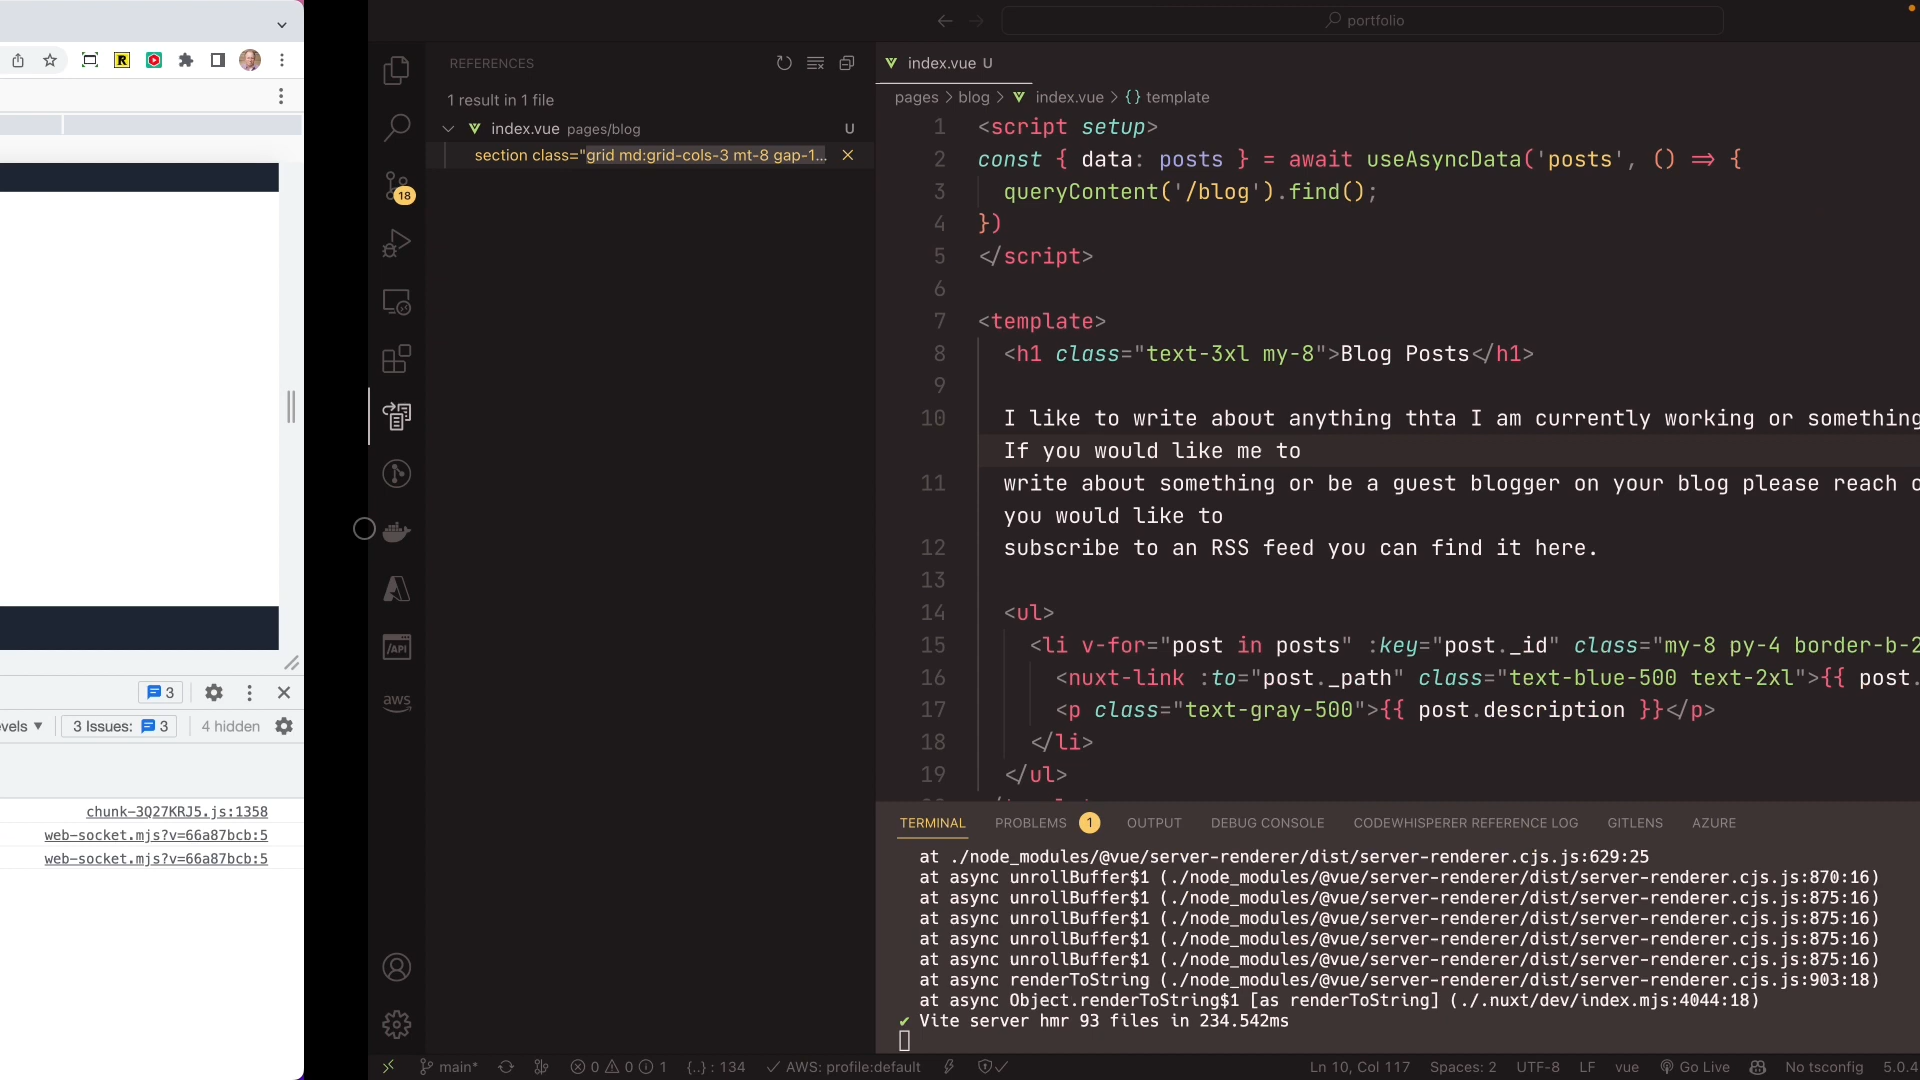 portfolio
REFERENCES
1 result in 1 file
index.vue pages/blog U
section class="grid md:grid-cols-3 mt-8 gap-1...
18
/API
aws
index.vue U
pages > blog > index.vue > {} template
1 <script setup>
2 const { data: posts } = await useAsyncData('posts', () => {
3 queryContent('/blog').find();
4 })
5 </script>
6
7 <template>
8 <h1 class="text-3xl my-8">Blog Posts</h1>
9
10 I like to write about anything thta I am currently working or something
If you would like me to
11 write about something or be a guest blogger on your blog please reach
you would like to
12 subscribe to an RSS feed you can find it here.
13
14 <ul>
15 <li v-for="post in posts" :key="post._id" class="my-8 py-4 border-b-2
16 <nuxt-link :to="post._path" class="text-blue-500 text-2xl">{{ post.
17 <p class="text-gray-500">{{ post.description }}</p>
18 </li>
19 </ul>
TERMINAL PROBLEMS 1 OUTPUT DEBUG CONSOLE CODEWHISPERER REFERENCE LOG GITLENS AZURE
at ./node_modules/@vue/server-renderer/dist/server-renderer.cjs.js:629:25
at async unrollBuffer$1 (./node_modules/@vue/server-renderer/dist/server-renderer.cjs.js:870:16)
at async unrollBuffer$1 (./node_modules/@vue/server-renderer/dist/server-renderer.cjs.js:875:16)
at async unrollBuffer$1 (./node_modules/@vue/server-renderer/dist/server-renderer.cjs.js:875:16)
at async unrollBuffer$1 (./node_modules/@vue/server-renderer/dist/server-renderer.cjs.js:875:16)
at async unrollBuffer$1 (./node_modules/@vue/server-renderer/dist/server-renderer.cjs.js:875:16)
at async renderToString (./node_modules/@vue/server-renderer/dist/server-renderer.cjs.js:903:18)
at async Object.renderToString$1 [as renderToString] (./.nuxt/dev/index.mjs:4044:18)
✔ Vite server hmr 93 files in 234.542ms
R
3
evels ▼ 3 Issues: 3 4 hidden
chunk-3Q27KRJ5.js:1358
web-socket.mjs?v=66a87bcb:5
web-socket.mjs?v=66a87bcb:5
main* 0 0 1 {..} : 134 AWS: profile:default Ln 10, Col 117 Spaces: 2 UTF-8 LF vue Go Live No tsconfig 5.0.4